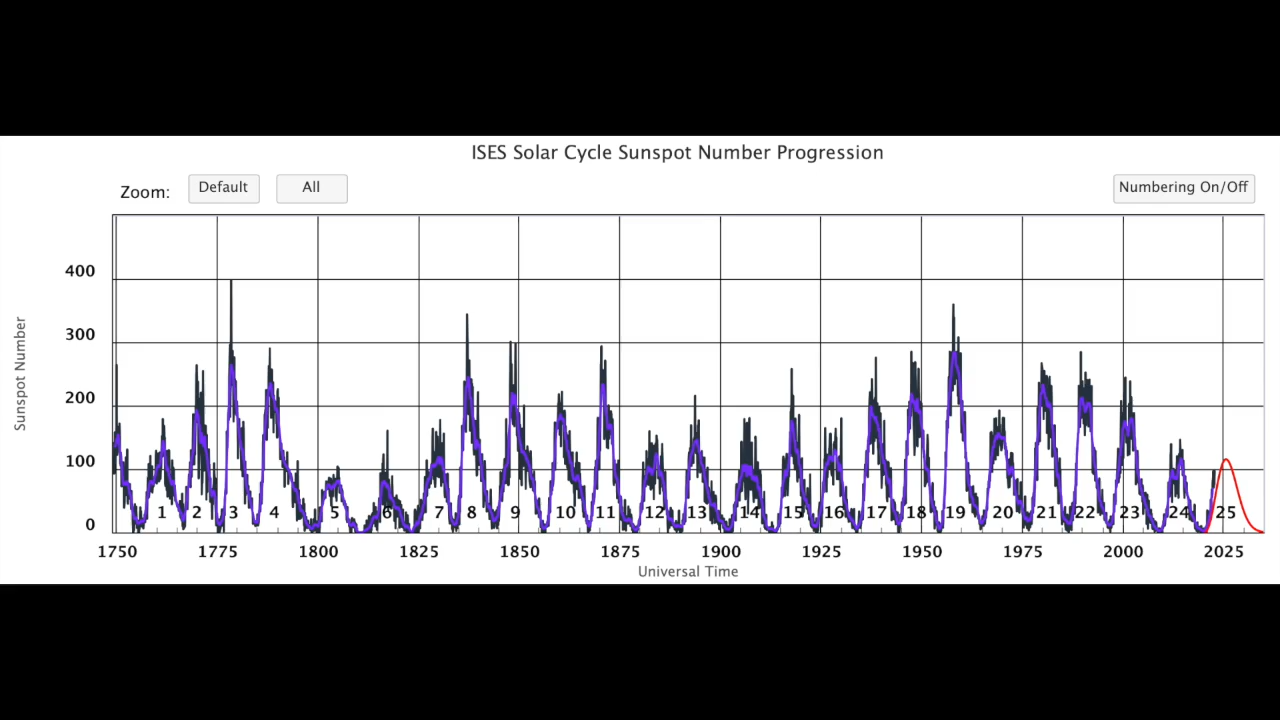 ISES Solar Cycle Sunspot Number Progression
Zoom: Default All Numbering On/Off
Sunspot Number
400
300
200
100
0
1 2 3 4 5 6 7 8 9 10 11 12 13 14 15 16 17 18 19 20 21 22 23 24 25
1750 1775 1800 1825 1850 1875 1900 1925 1950 1975 2000 2025
Universal Time